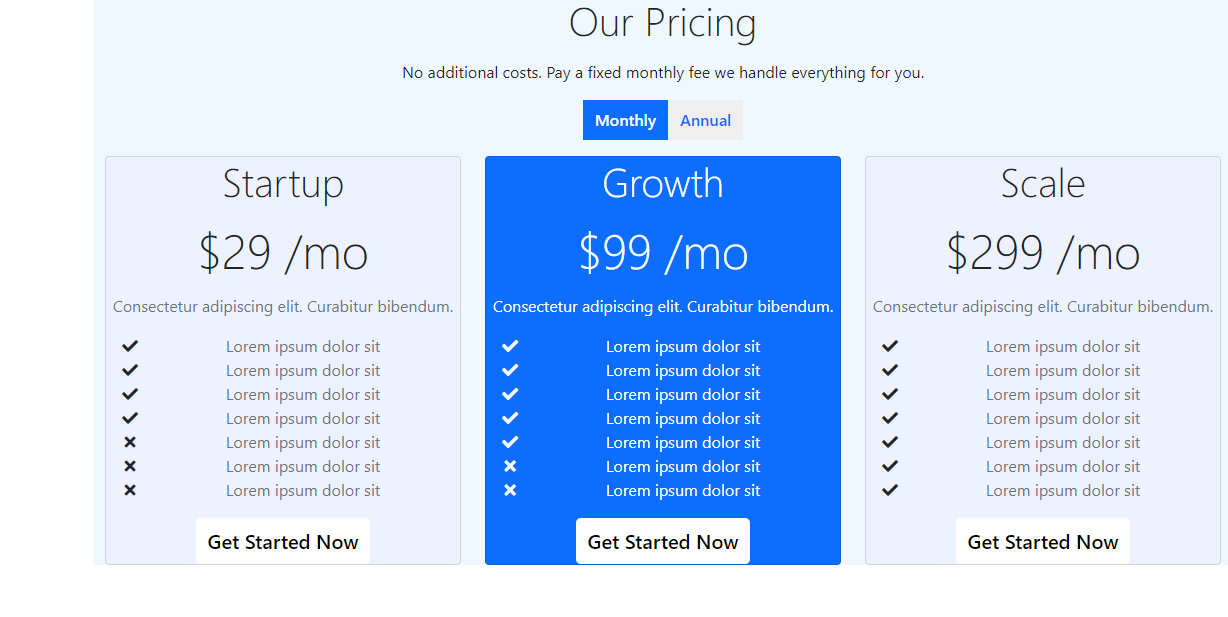 Our Pricing
No additional costs. Pay a fixed monthly fee we handle everything for you.
Monthly Annual
Startup
$29 /mo
Consectetur adipiscing elit. Curabitur bibendum.
Lorem ipsum dolor sit
Lorem ipsum dolor sit
Lorem ipsum dolor sit
Lorem ipsum dolor sit
Lorem ipsum dolor sit
Lorem ipsum dolor sit
Lorem ipsum dolor sit
Get Started Now
Growth
$99 /mo
Consectetur adipiscing elit. Curabitur bibendum.
Lorem ipsum dolor sit
Lorem ipsum dolor sit
Lorem ipsum dolor sit
Lorem ipsum dolor sit
Lorem ipsum dolor sit
Lorem ipsum dolor sit
Lorem ipsum dolor sit
Get Started Now
Scale
$299 /mo
Consectetur adipiscing elit. Curabitur bibendum.
Lorem ipsum dolor sit
Lorem ipsum dolor sit
Lorem ipsum dolor sit
Lorem ipsum dolor sit
Lorem ipsum dolor sit
Lorem ipsum dolor sit
Lorem ipsum dolor sit
Get Started Now